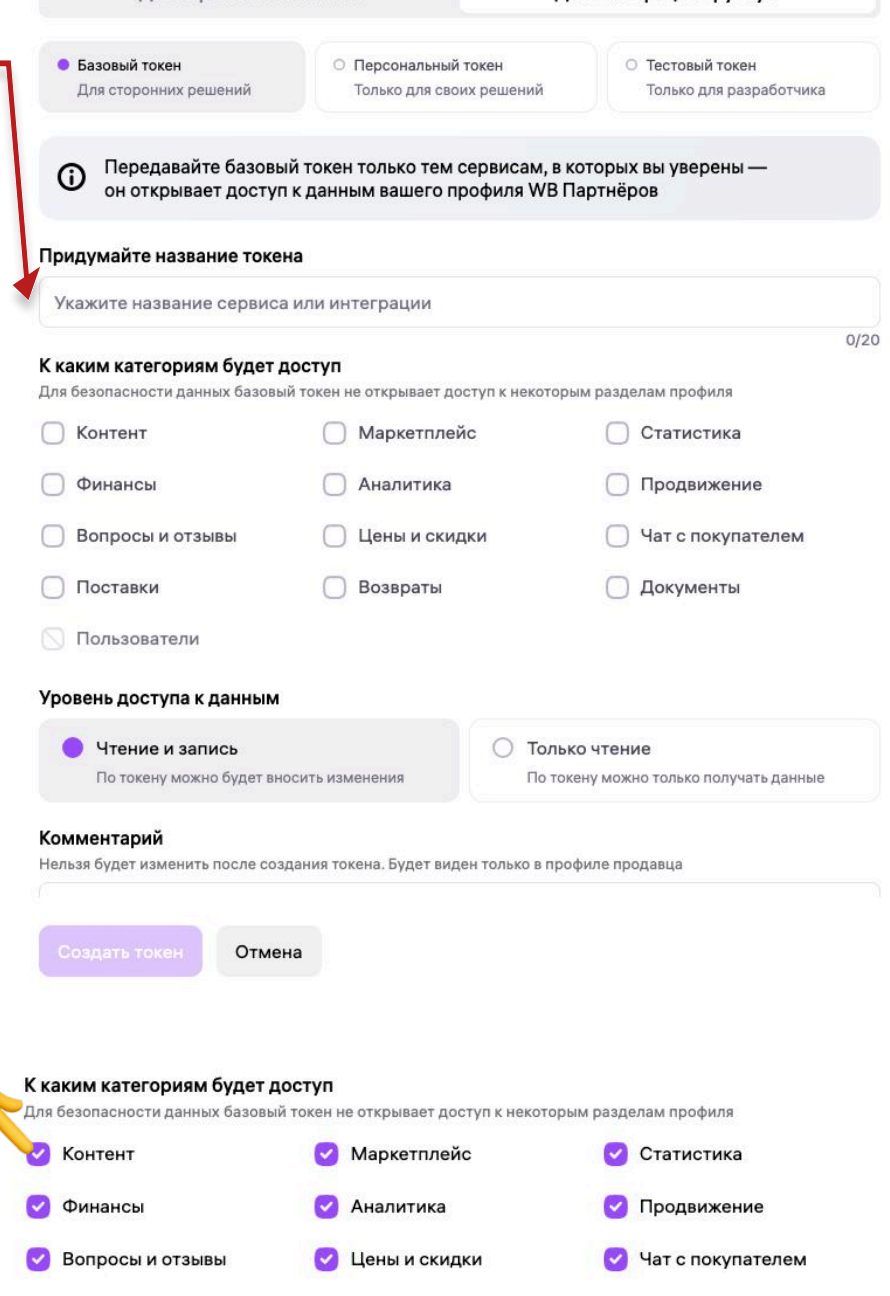 Базовый токен
Для сторонних решений
Персональный токен
Только для своих решений
Тестовый токен
Только для разработчика
Передавайте базовый токен только тем сервисам, в которых вы уверены —
он открывает доступ к данным вашего профиля WB Партнёров
Придумайте название токена
Укажите название сервиса или интеграции
0/20
К каким категориям будет доступ
Для безопасности данных базовый токен не открывает доступ к некоторым разделам профиля
Контент Маркетплейс Статистика
Финансы Аналитика Продвижение
Вопросы и отзывы Цены и скидки Чат с покупателем
Поставки Возвраты Документы
Пользователи
Уровень доступа к данным
Чтение и запись
По токену можно будет вносить изменения
Только чтение
По токену можно только получать данные
Комментарий
Нельзя будет изменить после создания токена. Будет виден только в профиле продавца
Создать токен Отмена
К каким категориям будет доступ
Для безопасности данных базовый токен не открывает доступ к некоторым разделам профиля
Контент Маркетплейс Статистика
Финансы Аналитика Продвижение
Вопросы и отзывы Цены и скидки Чат с покупателем